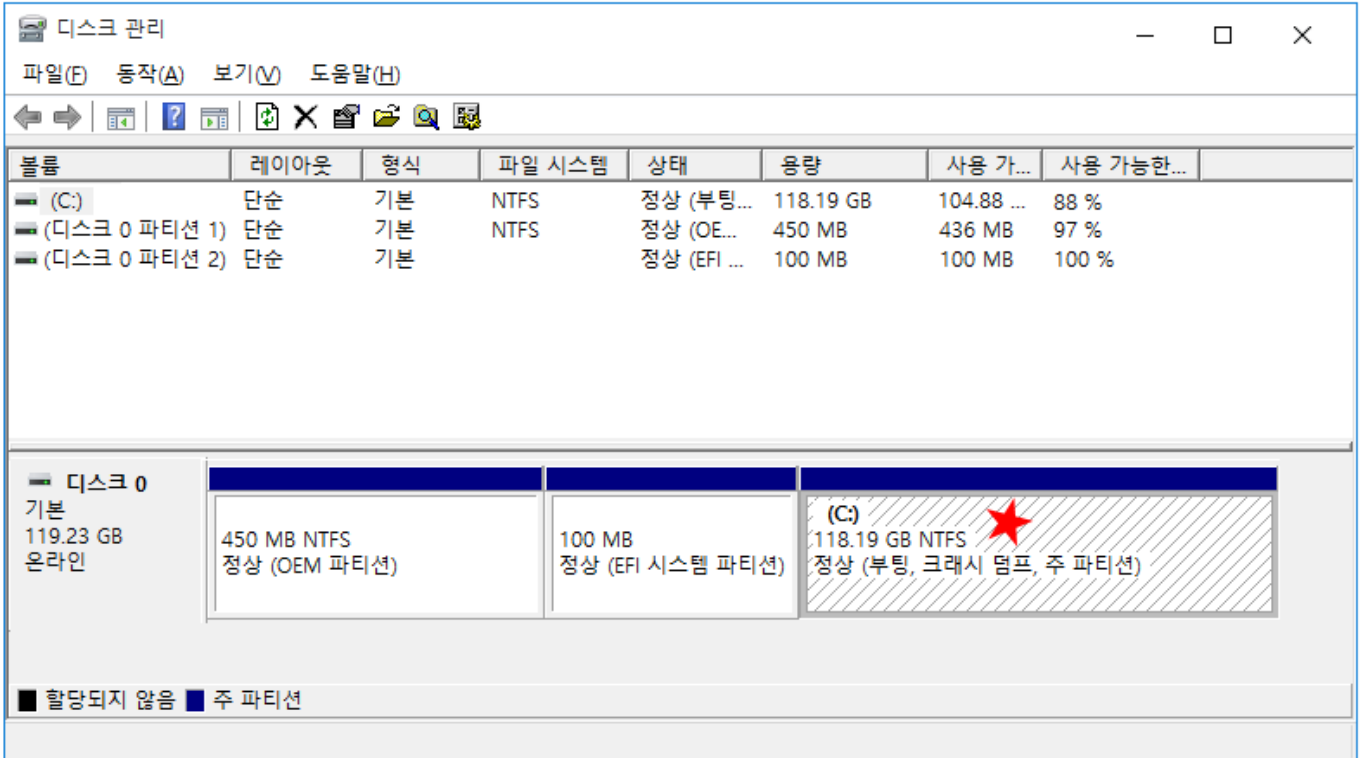 디스크 관리
파일(F) 동작(A) 보기(V) 도움말(H)
볼륨 레이아웃 형식 파일 시스템 상태 용량 사용 가... 사용 가능한...
(C:) 단순 기본 NTFS 정상 (부팅... 118.19 GB 104.88 ... 88 %
(디스크 0 파티션 1) 단순 기본 NTFS 정상 (OE... 450 MB 436 MB 97 %
(디스크 0 파티션 2) 단순 기본 정상 (EFI ... 100 MB 100 MB 100 %
디스크 0
기본
119.23 GB
온라인
450 MB NTFS
정상 (OEM 파티션)
100 MB
정상 (EFI 시스템 파티션)
(C:)
118.19 GB NTFS
정상 (부팅, 크래시 덤프, 주 파티션)
할당되지 않음 주 파티션